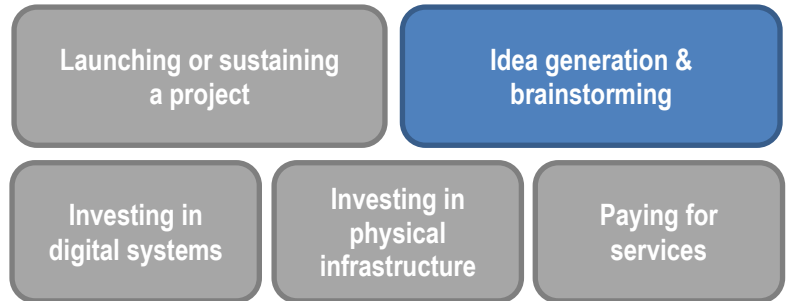 Launching or sustaining
a project
Idea generation &
brainstorming
Investing in
digital systems
Investing in
physical
infrastructure
Paying for
services